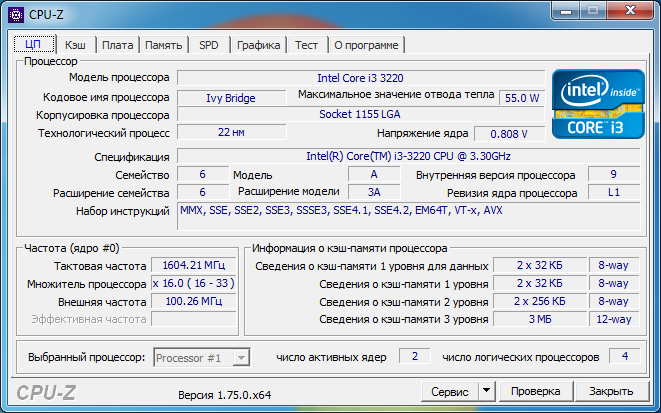 CPU-Z
ЦП Кэш Плата Память SPD Графика Тест О программе
Процессор
Модель процессора Intel Core i3 3220
Кодовое имя процессора Ivy Bridge Максимальное значение отвода тепла 55.0 W
Корпусировка процессора Socket 1155 LGA
Технологический процесс 22 нм Напряжение ядра 0.808 V
intel inside™
CORE i3
Спецификация Intel(R) Core(TM) i3-3220 CPU @ 3.30GHz
Семейство 6 Модель A Внутренняя версия процессора 9
Расширение семейства 6 Расширение модели 3A Ревизия ядра процессора L1
Набор инструкций MMX, SSE, SSE2, SSE3, SSSE3, SSE4.1, SSE4.2, EM64T, VT-x, AVX
Частота (ядро #0) Информация о кэш-памяти процессора
Тактовая частота 1604.21 МГц Сведения о кэш-памяти 1 уровня для данных 2 x 32 КБ 8-way
Множитель процессора x 16.0 ( 16 - 33 ) Сведения о кэш-памяти 1 уровня 2 x 32 КБ 8-way
Внешняя частота 100.26 МГц Сведения о кэш-памяти 2 уровня 2 x 256 КБ 8-way
Эффективная частота Сведения о кэш-памяти 3 уровня 3 МБ 12-way
Выбранный процессор: Processor #1 число активных ядер 2 число логических процессоров 4
CPU-Z Версия 1.75.0.x64 Сервис Проверка Закрыть